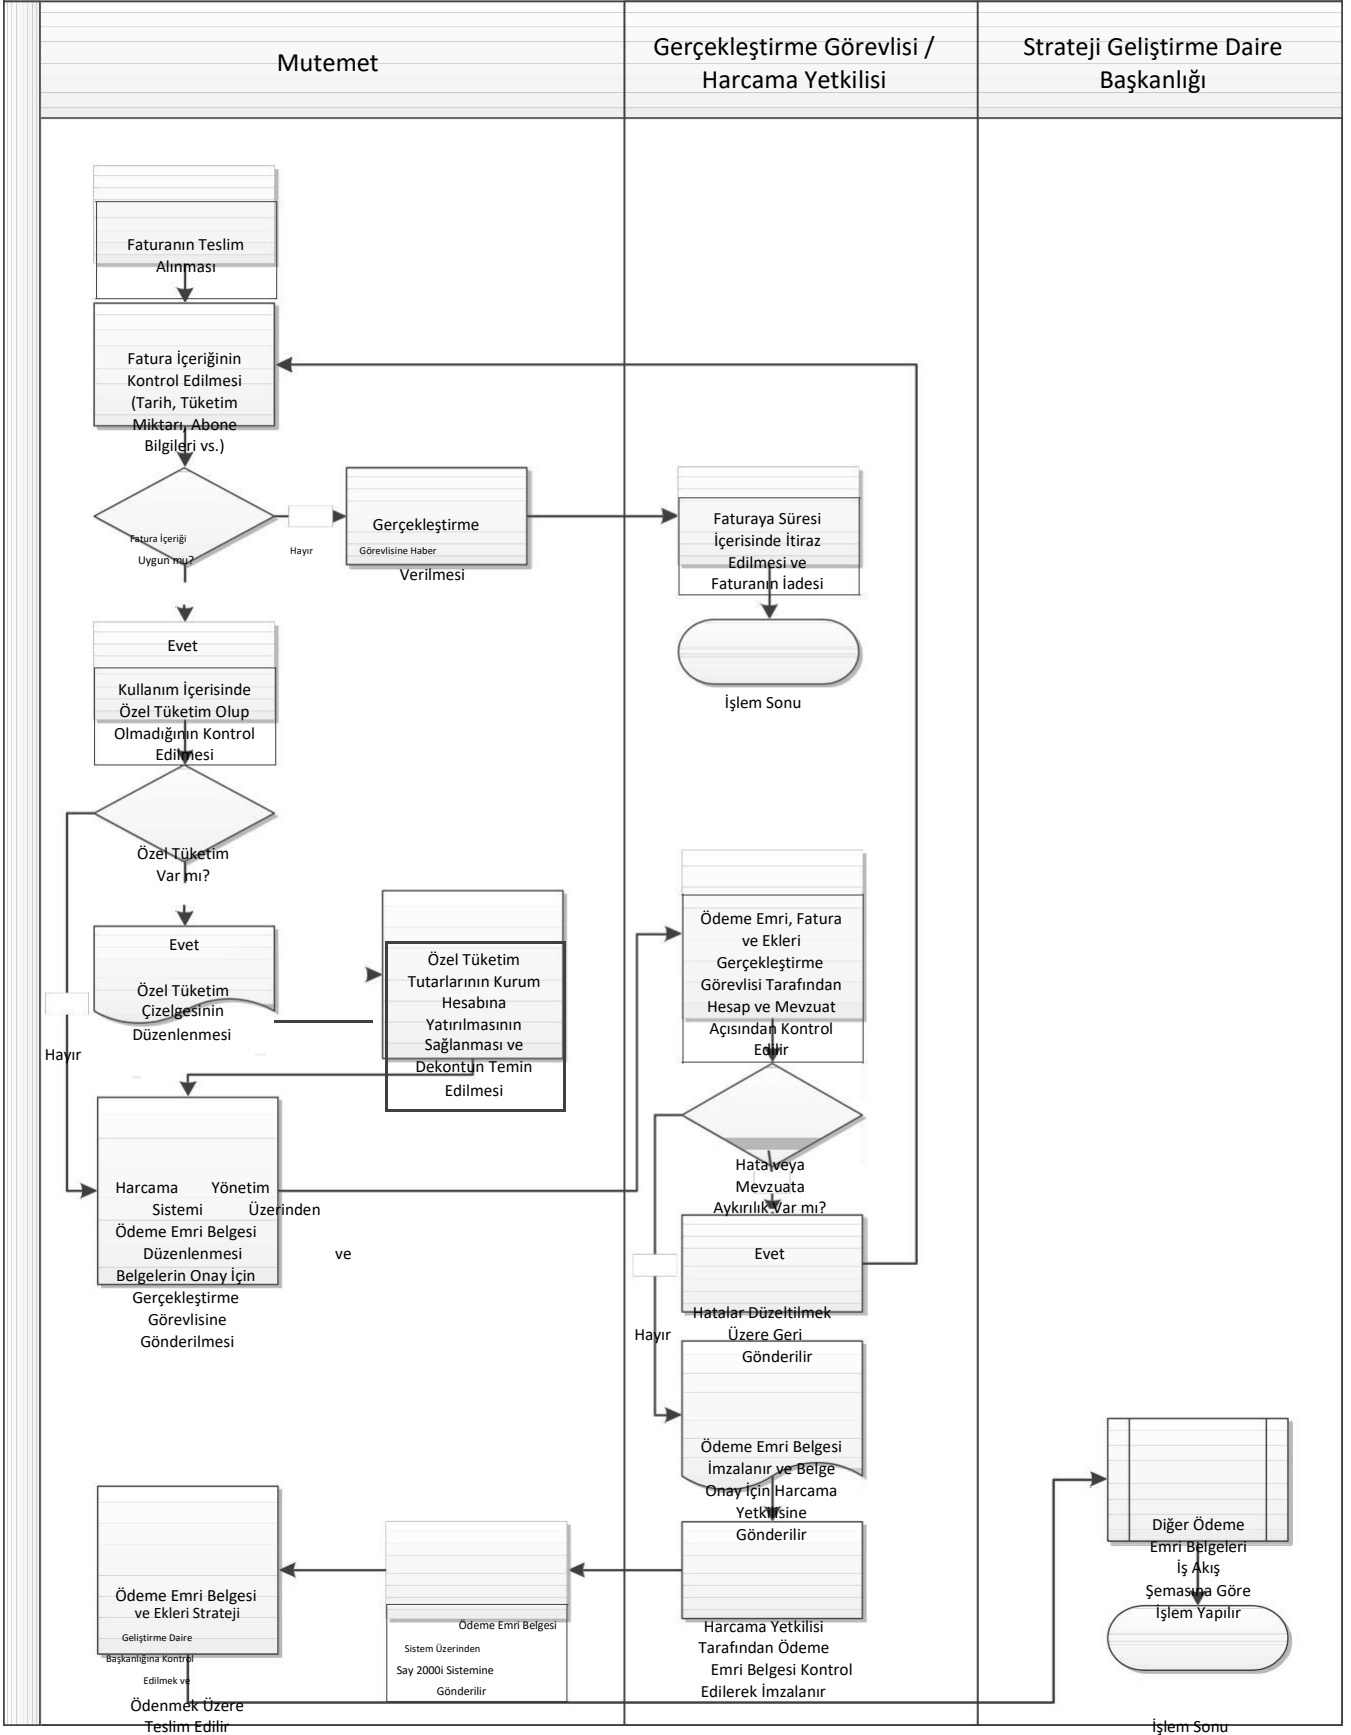 Mutemet
Gerçekleştirme Görevlisi /
Harcama Yetkilisi
Strateji Geliştirme Daire
Başkanlığı
Faturanın Teslim
Alınması
Fatura İçeriğinin
Kontrol Edilmesi
(Tarih, Tüketim
Miktarı, Abone
Bilgileri vs.)
Fatura İçeriği
Uygun mu?
Hayır
Gerçekleştirme
Görevlisine Haber
Verilmesi
Faturaya Süresi
İçerisinde İtiraz
Edilmesi ve
Faturanın İadesi
İşlem Sonu
Evet
Kullanım İçerisinde
Özel Tüketim Olup
Olmadığının Kontrol
Edilmesi
Özel Tüketim
Var mı?
Evet
Özel Tüketim
Çizelgesinin
Düzenlenmesi
Hayır
Özel Tüketim
Tutarlarının Kurum
Hesabına
Yatırılmasının
Sağlanması ve
Dekontun Temin
Edilmesi
Harcama Yönetim
Sistemi Üzerinden
Ödeme Emri Belgesi
Düzenlenmesi ve
Belgelerin Onay İçin
Gerçekleştirme
Görevlisine
Gönderilmesi
Ödeme Emri, Fatura
ve Ekleri
Gerçekleştirme
Görevlisi Tarafından
Hesap ve Mevzuat
Açısından Kontrol
Edilir
Hata veya
Mevzuata
Aykırılık Var mı?
Evet
Hatalar Düzeltilmek
Üzere Geri
Gönderilir
Hayır
Ödeme Emri Belgesi
İmzalanır ve Belge
Onay İçin Harcama
Yetkilisine
Gönderilir
Harcama Yetkilisi
Tarafından Ödeme
Emri Belgesi Kontrol
Edilerek İmzalanır
Ödeme Emri Belgesi
Sistem Üzerinden
Say 2000i Sistemine
Gönderilir
Ödeme Emri Belgesi
ve Ekleri Strateji
Geliştirme Daire
Başkanlığına Kontrol
Edilmek ve
Ödenmek Üzere
Teslim Edilir
Diğer Ödeme
Emri Belgeleri
İş Akış
Şemasına Göre
İşlem Yapılır
İşlem Sonu